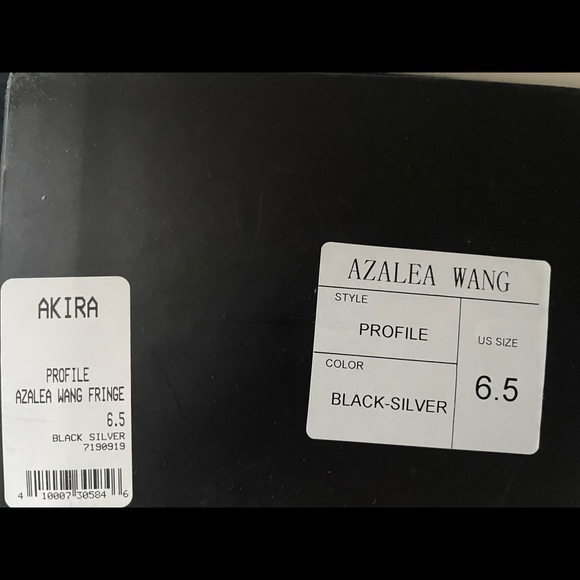 AKIRA
PROFILE
AZALEA WANG FRINGE
6.5
BLACK SILVER
7190919
4 10007 30584 6
AZALEA WANG
STYLE
PROFILE
COLOR
BLACK-SILVER
US SIZE
6.5